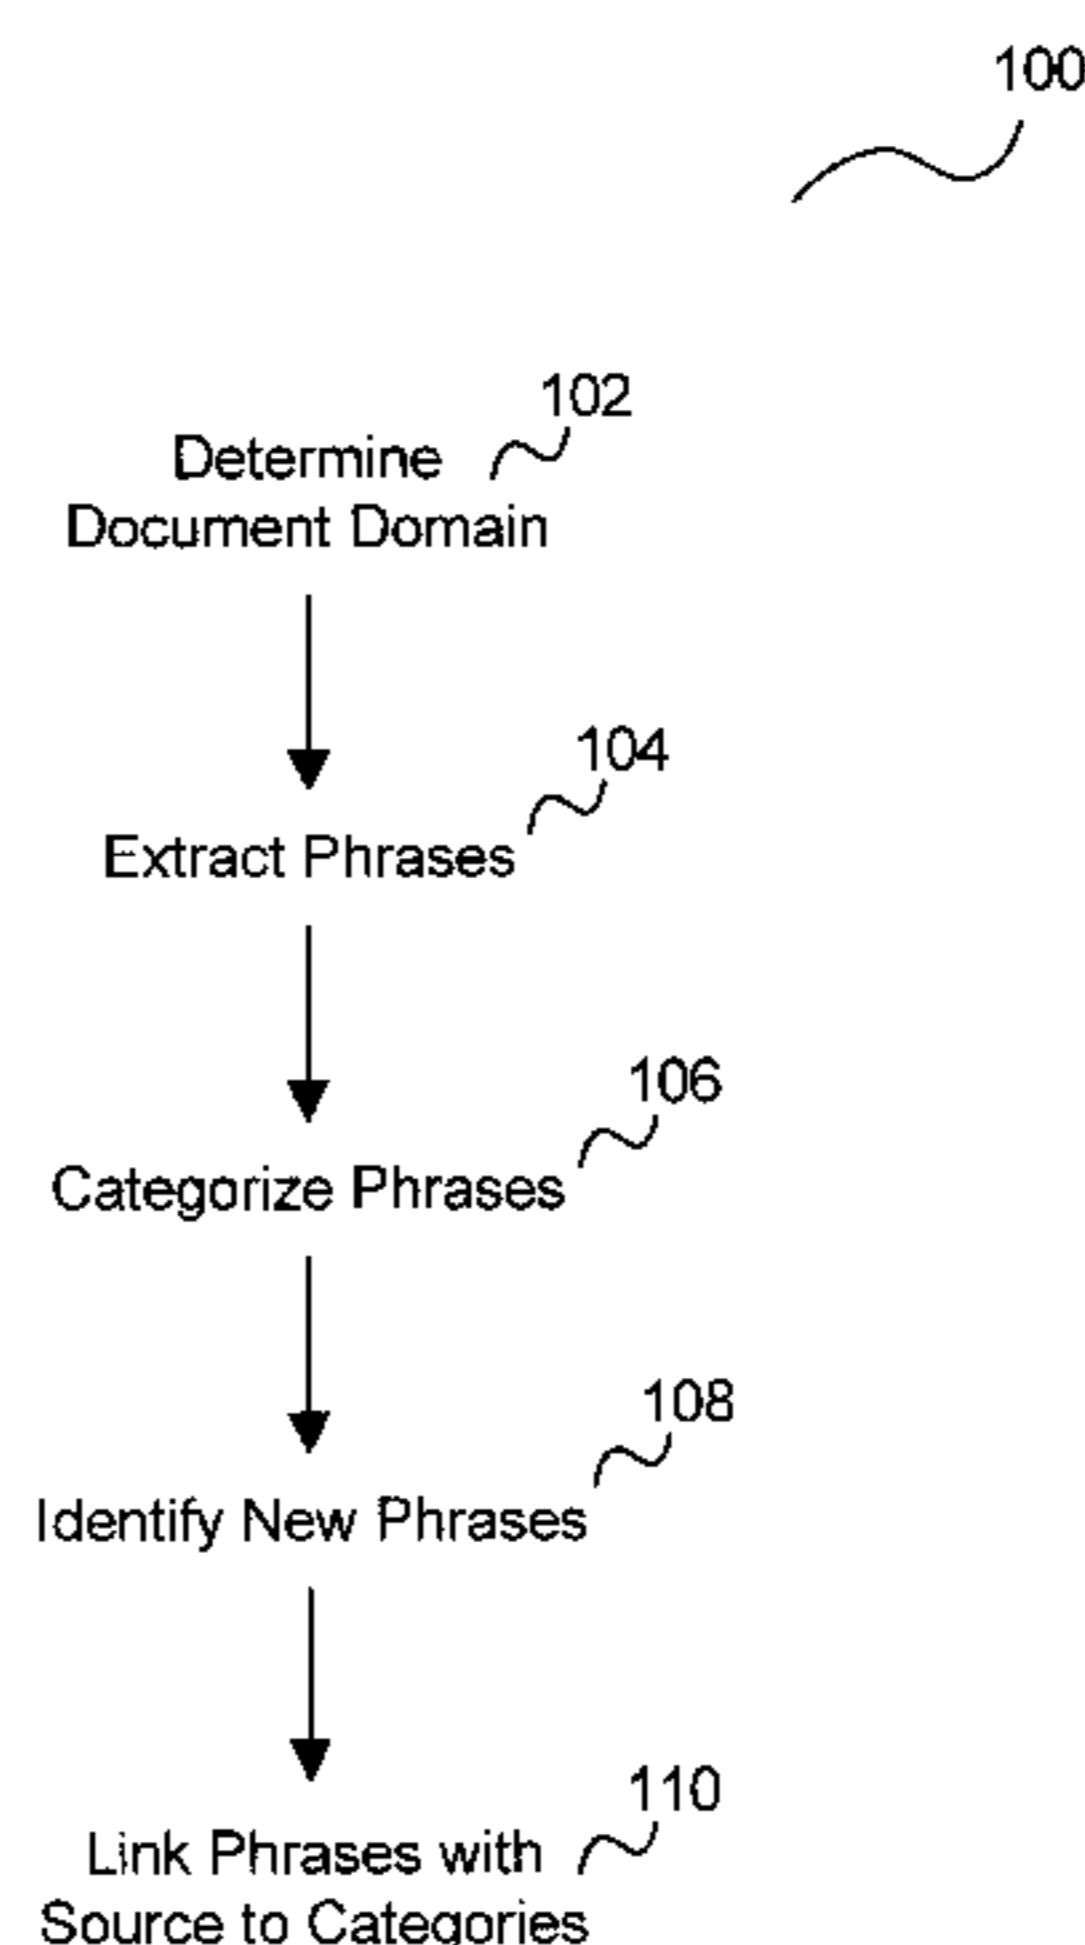 100
102
Determine
Document Domain
104
Extract Phrases
106
Categorize Phrases
108
Identify New Phrases
110
Link Phrases with
Source to Categories